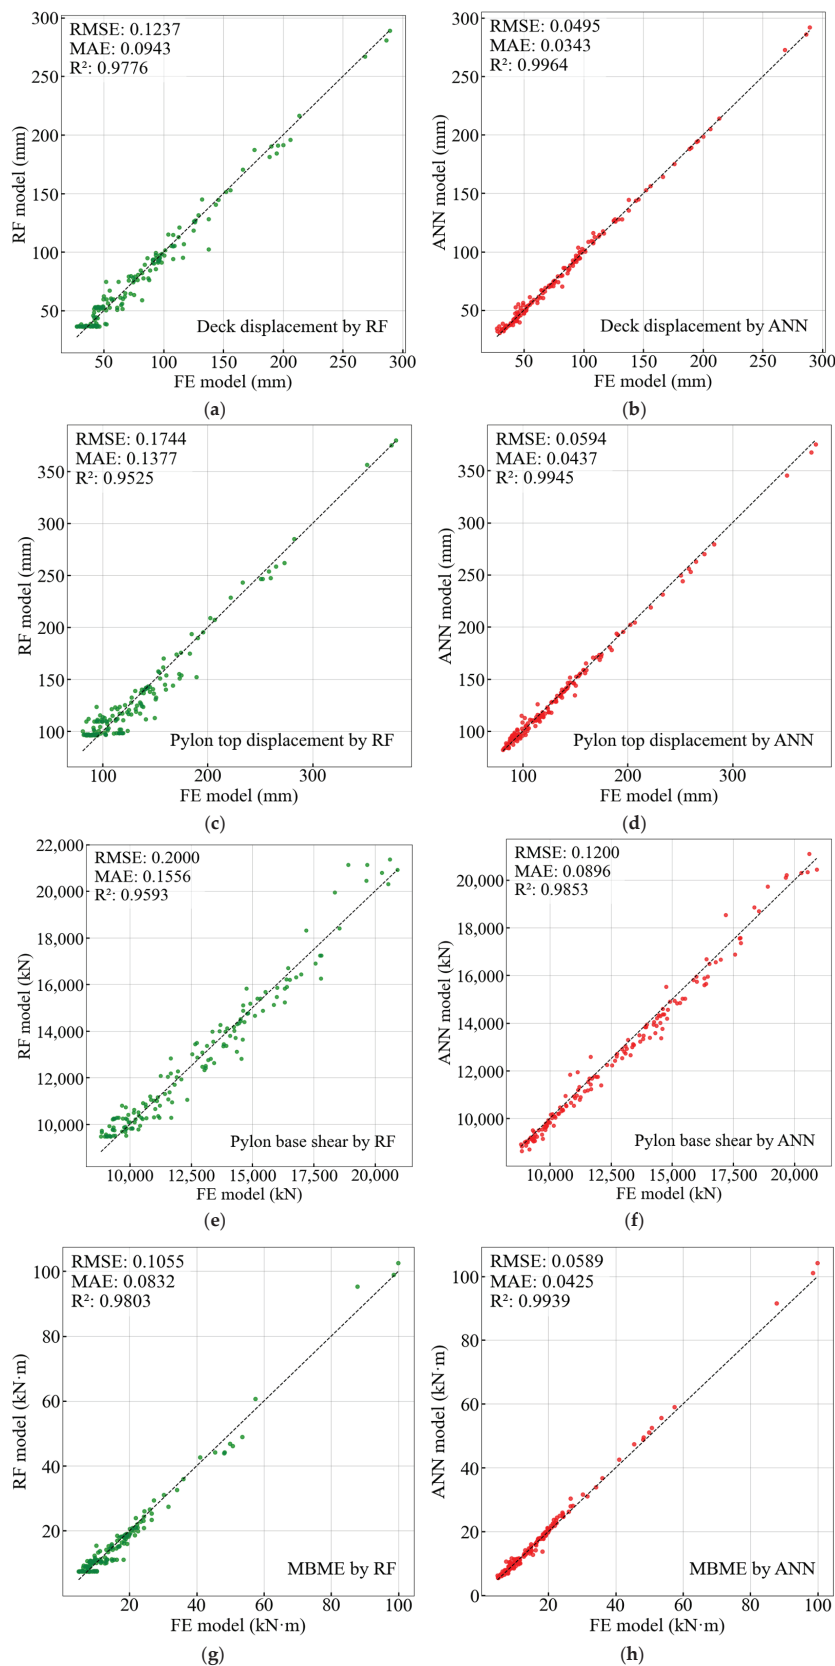 RMSE: 0.1237
MAE: 0.0943
R²: 0.9776
300
250
200
150
100
50
RF model (mm)
Deck displacement by RF
50 100 150 200 250 300
FE model (mm)
(a)
RMSE: 0.0495
MAE: 0.0343
R²: 0.9964
300
250
200
150
100
50
ANN model (mm)
Deck displacement by ANN
50 100 150 200 250 300
FE model (mm)
(b)
RMSE: 0.1744
MAE: 0.1377
R²: 0.9525
350
300
250
200
150
100
RF model (mm)
Pylon top displacement by RF
100 200 300
FE model (mm)
(c)
RMSE: 0.0594
MAE: 0.0437
R²: 0.9945
350
300
250
200
150
100
ANN model (mm)
Pylon top displacement by ANN
100 200 300
FE model (mm)
(d)
RMSE: 0.2000
MAE: 0.1556
R²: 0.9593
22,000
20,000
18,000
16,000
14,000
12,000
10,000
RF model (kN)
Pylon base shear by RF
10,000 12,500 15,000 17,500 20,000
FE model (kN)
(e)
RMSE: 0.1200
MAE: 0.0896
R²: 0.9853
20,000
18,000
16,000
14,000
12,000
10,000
ANN model (kN)
Pylon base shear by ANN
10,000 12,500 15,000 17,500 20,000
FE model (kN)
(f)
RMSE: 0.1055
MAE: 0.0832
R²: 0.9803
100
80
60
40
20
RF model (kN·m)
MBME by RF
20 40 60 80 100
FE model (kN·m)
(g)
RMSE: 0.0589
MAE: 0.0425
R²: 0.9939
100
80
60
40
20
0
ANN model (kN·m)
MBME by ANN
20 40 60 80 100
FE model (kN·m)
(h)